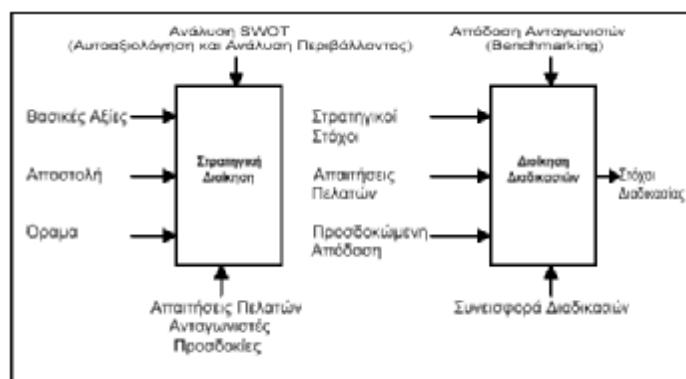 Ανάλυση SWOT
(Αυτοαξιολόγηση και Ανάλυση Περιβάλλοντος)
Βασικές Αξίες
Αποστολή
Όραμα
Στρατηγική
Διοίκηση
Απαιτήσεις Πελατών
Ανταγωνιστές
Προσδοκίες
Απόδοση Ανταγωνιστών
(Benchmarking)
Στρατηγικοί
Στόχοι
Απαιτήσεις
Πελατών
Προσδοκώμενη
Απόδοση
Διοίκηση
Διαδικασιών
Στόχοι
Διαδικασίας
Συνεισφορά Διαδικασιών